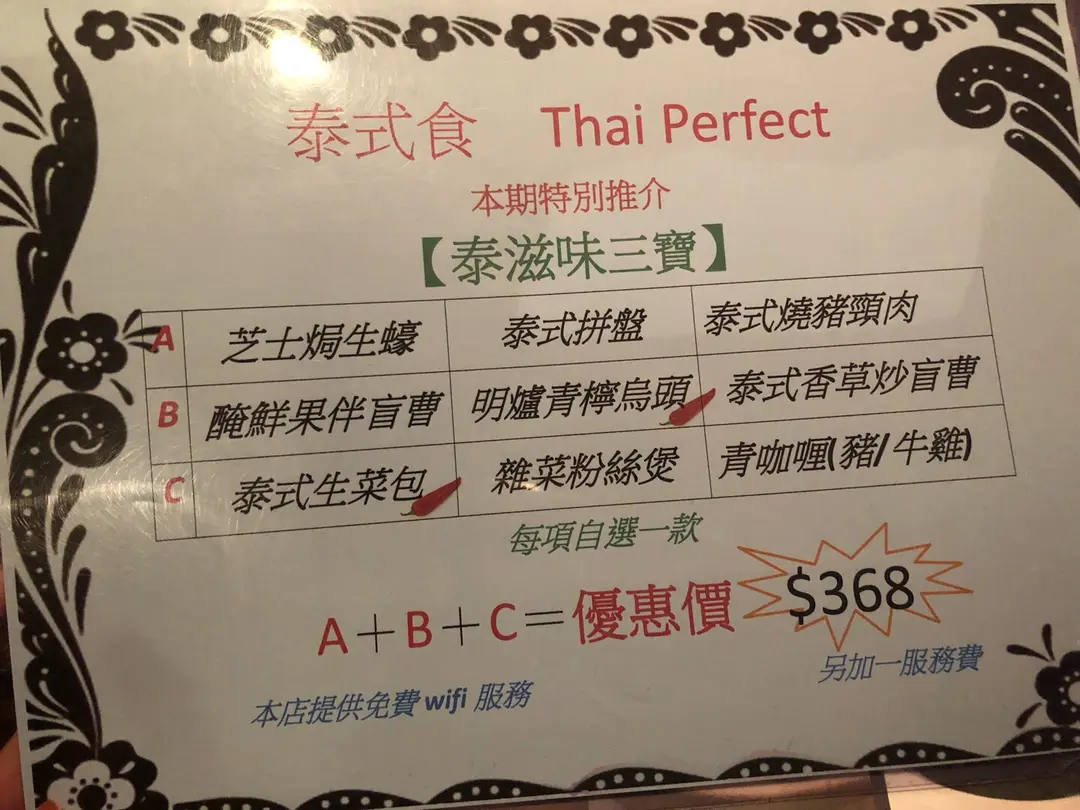 泰式食 Thai Perfect
本期特別推介
【泰滋味三寶】
A 芝士焗生蠔 泰式拼盤 泰式燒豬頸肉
B 醃鮮果伴盲曹 明爐青檸烏頭 泰式香草炒盲曹
C 泰式生菜包 雜菜粉絲煲 青咖喱(豬/牛雞)
每項自選一款
A+B+C=優惠價 $368
另加一服務費
本店提供免費wifi 服務